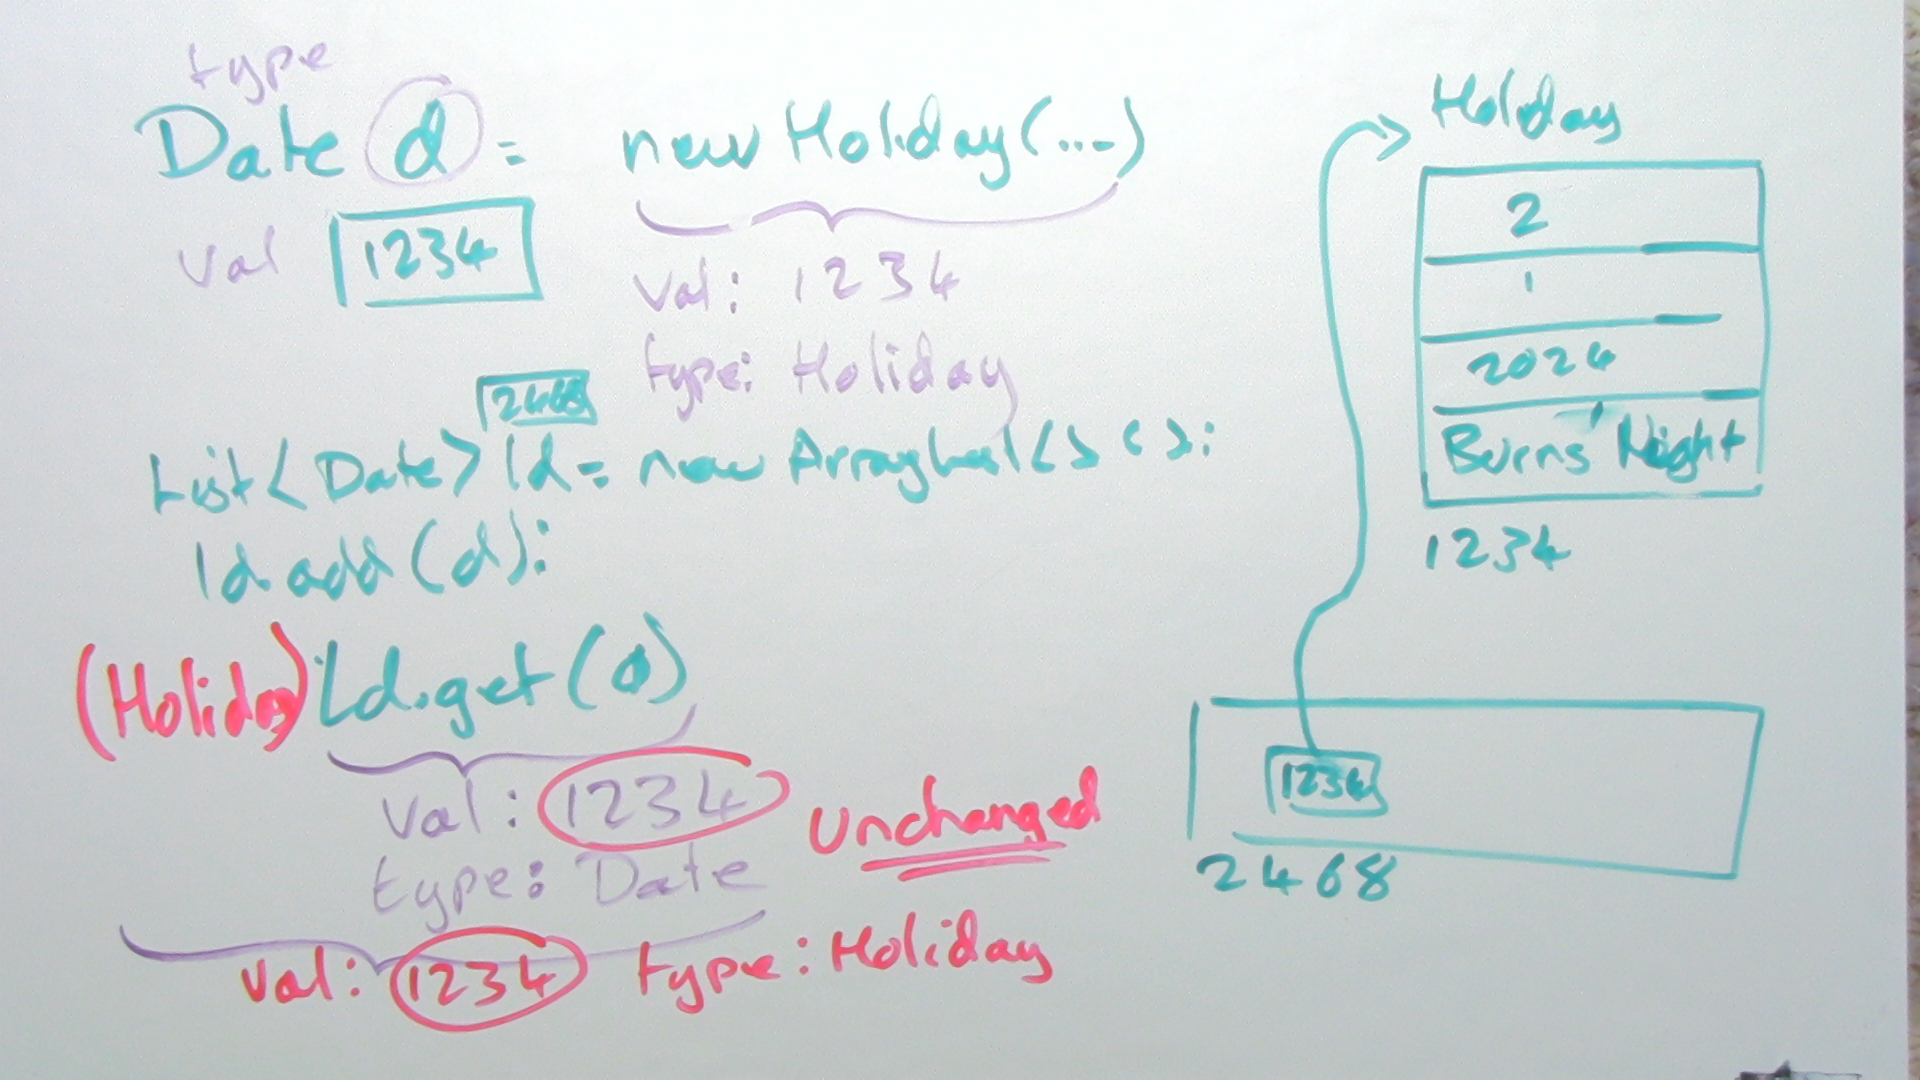 type
Date d = new Holiday(...)
val 1234
val: 1234
type: Holiday
2468
List<Date> ld = new ArrayList<>();
ld.add(d);
(Holiday) Ld.get(0)
val: 1234
Unchanged
type: Date
val: 1234 type: Holiday
Holiday
2
1
2024
Burns' Night
1234
1234
2468